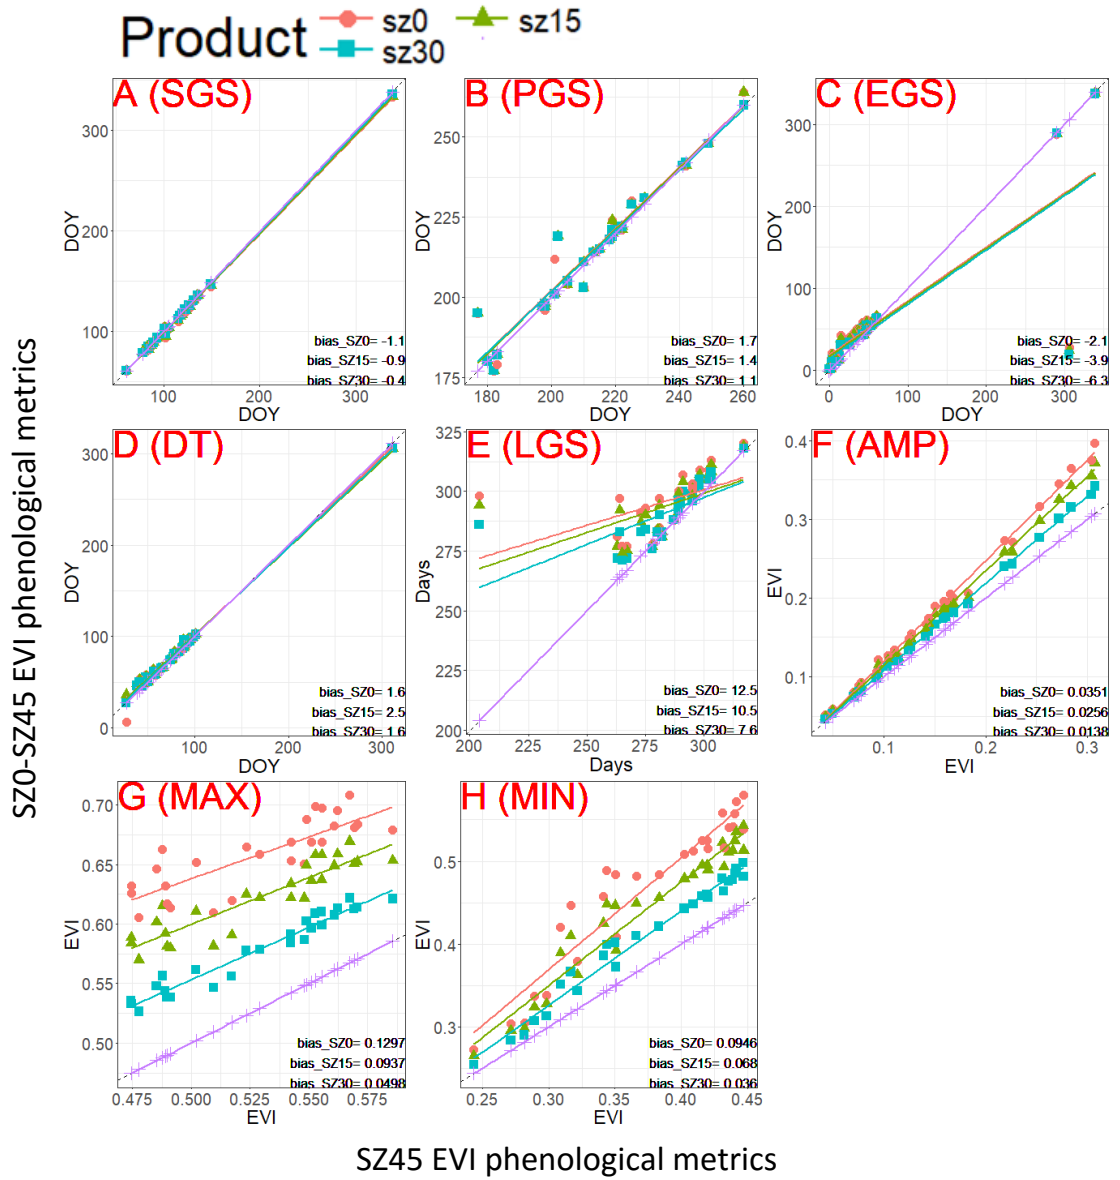 Product sz0 sz15
sz30
A (SGS)
300
200
100
DOY
100 200 300
DOY
bias_SZ0= -1.1
bias_SZ15= -0.9
bias_SZ30= -0.4
B (PGS)
250
225
200
175
DOY
180 200 220 240 260
DOY
bias_SZ0= 1.7
bias_SZ15= 1.4
bias_SZ30= 1.1
C (EGS)
300
200
100
0
DOY
0 100 200 300
DOY
bias_SZ0= -2.1
bias_SZ15= -3.9
bias_SZ30= -6.3
D (DT)
300
200
100
0
DOY
100 200 300
DOY
bias_SZ0= 1.6
bias_SZ15= 2.5
bias_SZ30= 1.6
E (LGS)
325
300
275
250
225
200
Days
200 225 250 275 300
Days
bias_SZ0= 12.5
bias_SZ15= 10.5
bias_SZ30= 7.6
F (AMP)
0.4
0.3
0.2
0.1
EVI
0.1 0.2 0.3
EVI
bias_SZ0= 0.0351
bias_SZ15= 0.0256
bias_SZ30= 0.0138
G (MAX)
0.70
0.65
0.60
0.55
0.50
EVI
0.475 0.500 0.525 0.550 0.575
EVI
bias_SZ0= 0.1297
bias_SZ15= 0.0937
bias_SZ30= 0.0498
H (MIN)
0.5
0.4
0.3
EVI
0.25 0.30 0.35 0.40 0.45
EVI
bias_SZ0= 0.0946
bias_SZ15= 0.068
bias_SZ30= 0.036
SZ0-SZ45 EVI phenological metrics
SZ45 EVI phenological metrics